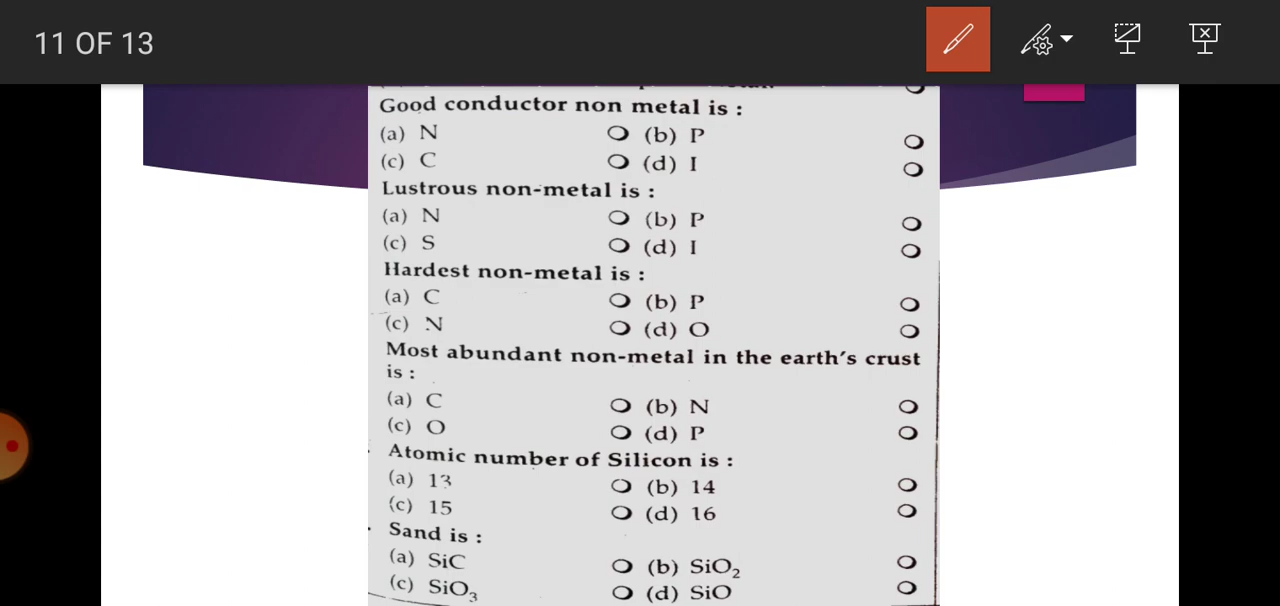 11 OF 13
Good conductor non metal is :
(a) N (b) P
(c) C (d) I
Lustrous non-metal is :
(a) N (b) P
(c) S (d) I
Hardest non-metal is :
(a) C (b) P
(c) N (d) O
Most abundant non-metal in the earth's crust
is :
(a) C (b) N
(c) O (d) P
Atomic number of Silicon is :
(a) 13 (b) 14
(c) 15 (d) 16
Sand is :
(a) SiC (b) SiO₂
(c) SiO₃ (d) SiO